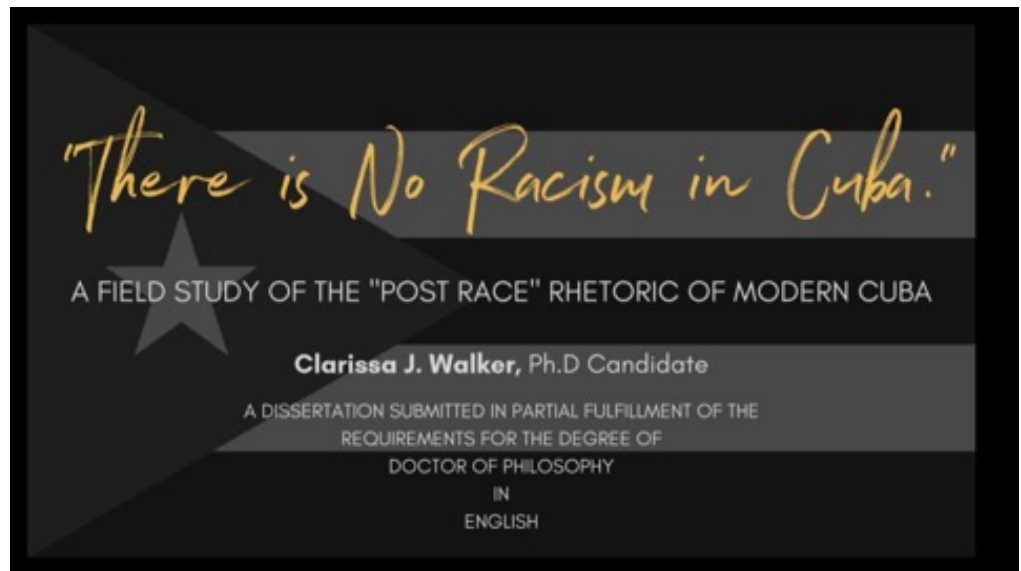 "There is No Racism in Cuba."
A FIELD STUDY OF THE "POST RACE" RHETORIC OF MODERN CUBA
Clarissa J. Walker, Ph.D Candidate
A DISSERTATION SUBMITTED IN PARTIAL FULFILLMENT OF THE
REQUIREMENTS FOR THE DEGREE OF
DOCTOR OF PHILOSOPHY
IN
ENGLISH